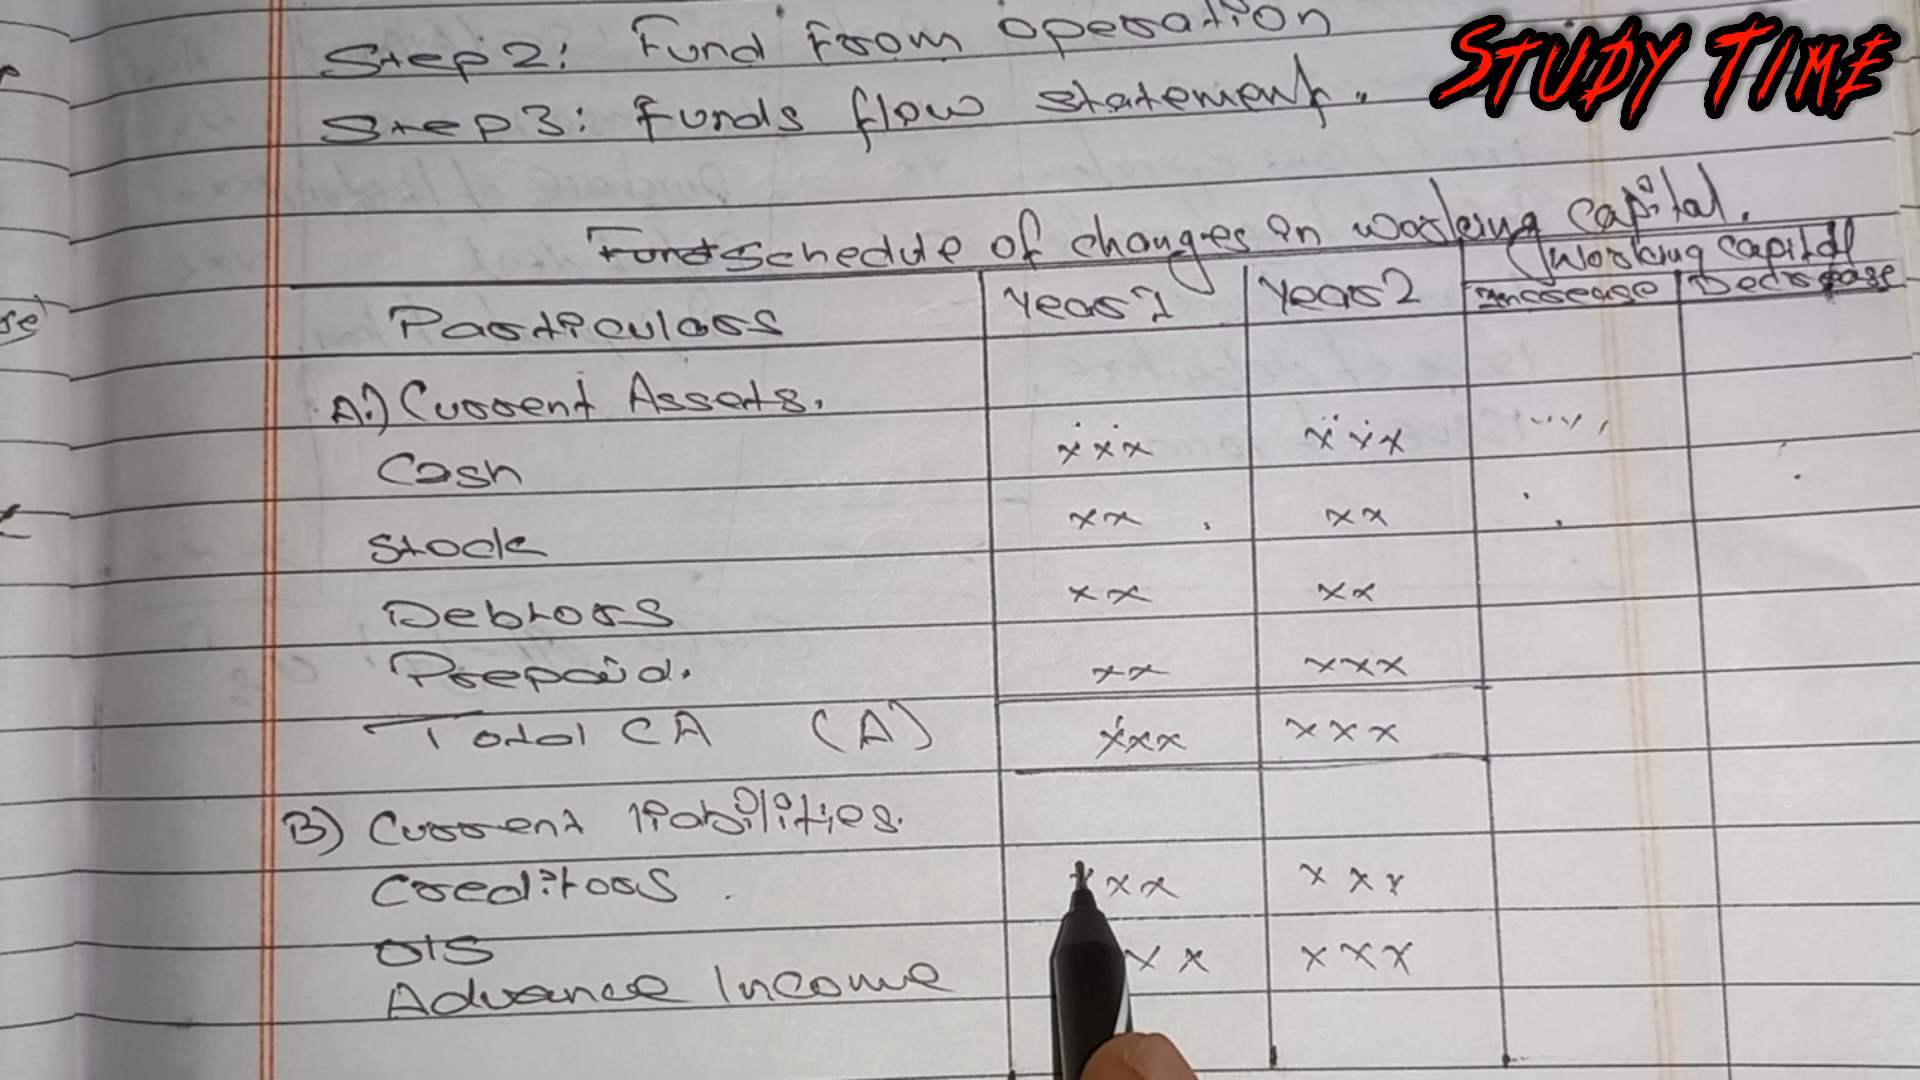 STUDY TIME
Step 2: Fund from operation
Step 3: Funds flow statement.
Schedule of changes in working capital.
Particulars Year 1 Year 2 Working capital
Increase Decrease
A.) Current Assets.
Cash xxx xxx
Stock xx xx
Debtors xx xx
Prepaid. xx xxx
Total CA (A) xxx xxx
B) Current liabilities.
Creditors xxx xxx
O/S xx xxx
Advance Income